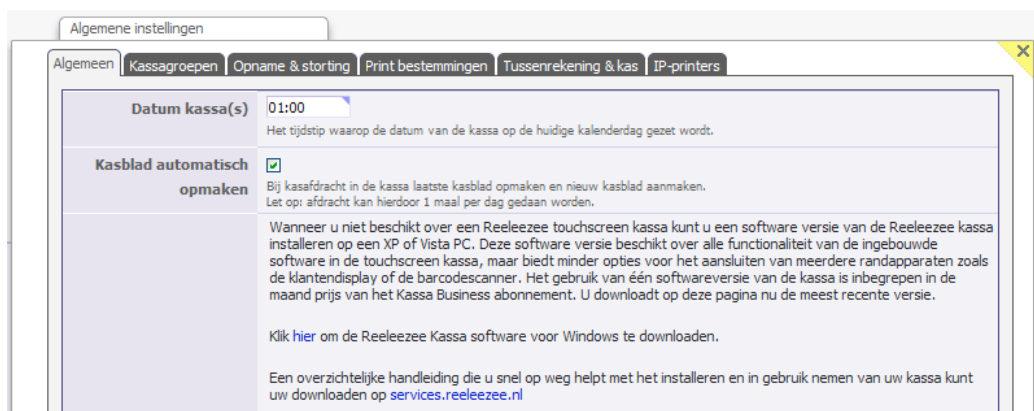 Algemene instellingen
Algemeen Kassagroepen Opname & storting Print bestemmingen Tussenrekening & kas IP-printers
Datum kassa(s) 01:00
Het tijdstip waarop de datum van de kassa op de huidige kalenderdag gezet wordt.
Kasblad automatisch
opmaken
Bij kasafdracht in de kassa laatste kasblad opmaken en nieuw kasblad aanmaken.
Let op: afdracht kan hierdoor 1 maal per dag gedaan worden.
Wanneer u niet beschikt over een Reeleezee touchscreen kassa kunt u een software versie van de Reeleezee kassa
installeren op een XP of Vista PC. Deze software versie beschikt over alle functionaliteit van de ingebouwde
software in de touchscreen kassa, maar biedt minder opties voor het aansluiten van meerdere randapparaten zoals
de klantendisplay of de barcodescanner. Het gebruik van één softwareversie van de kassa is inbegrepen in de
maand prijs van het Kassa Business abonnement. U downloadt op deze pagina nu de meest recente versie.
Klik hier om de Reeleezee Kassa software voor Windows te downloaden.
Een overzichtelijke handleiding die u snel op weg helpt met het installeren en in gebruik nemen van uw kassa kunt
uw downloaden op services.reeleezee.nl